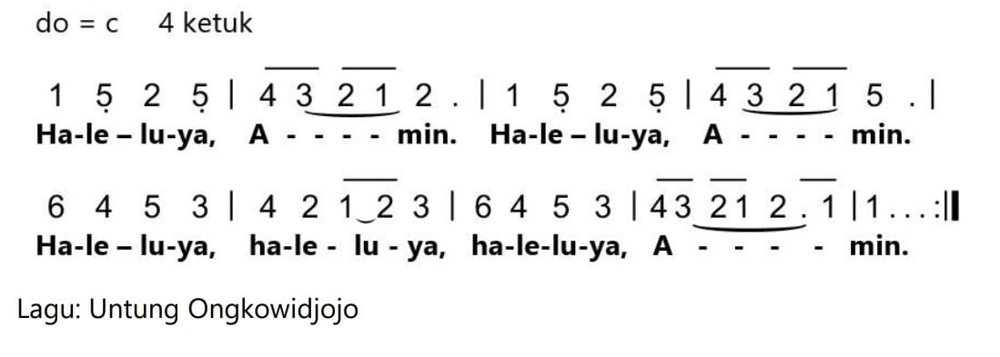 do = c 4 ketuk
1 5̣ 2 5̣ | 4 3 2 1 2 . | 1 5̣ 2 5̣ | 4 3 2 1 5 . |
Ha-le – lu-ya, A - - - - min. Ha-le – lu-ya, A - - - - min.
6 4 5 3 | 4 2 1 2 3 | 6 4 5 3 | 4 3 2 1 2 . 1 | 1 . . . :||
Ha-le – lu-ya, ha-le - lu - ya, ha-le-lu-ya, A - - - - min.
Lagu: Untung Ongkowidjojo